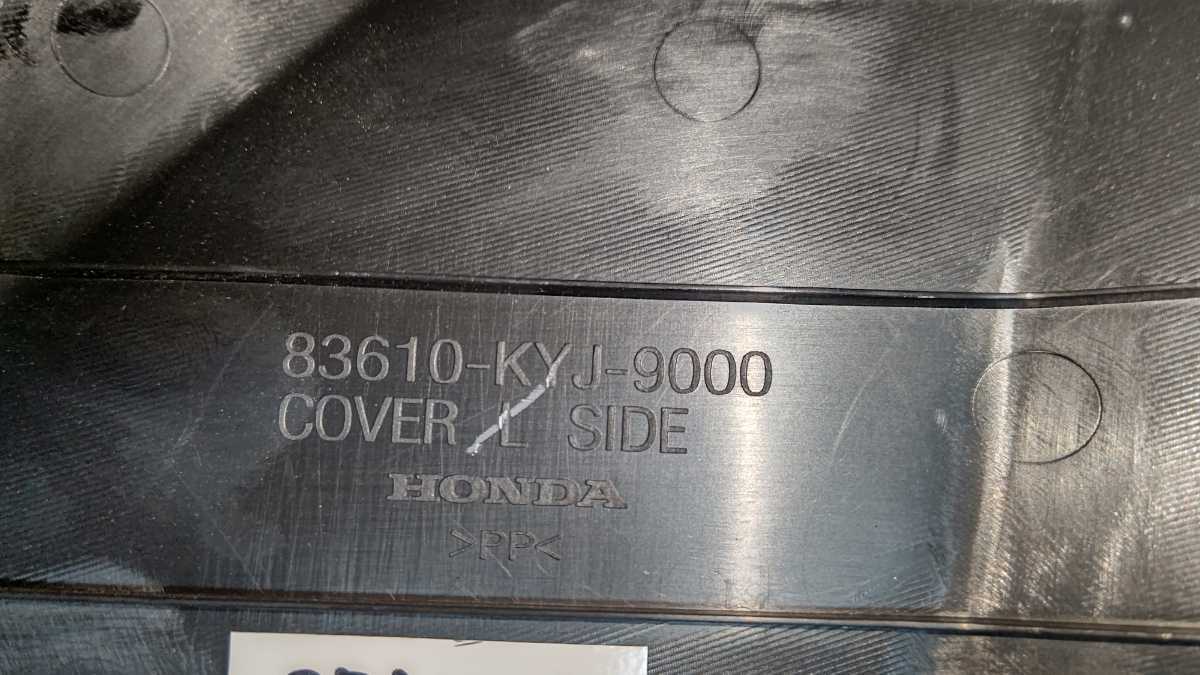 83610-KYJ-9000
COVER L SIDE
HONDA
>PP<